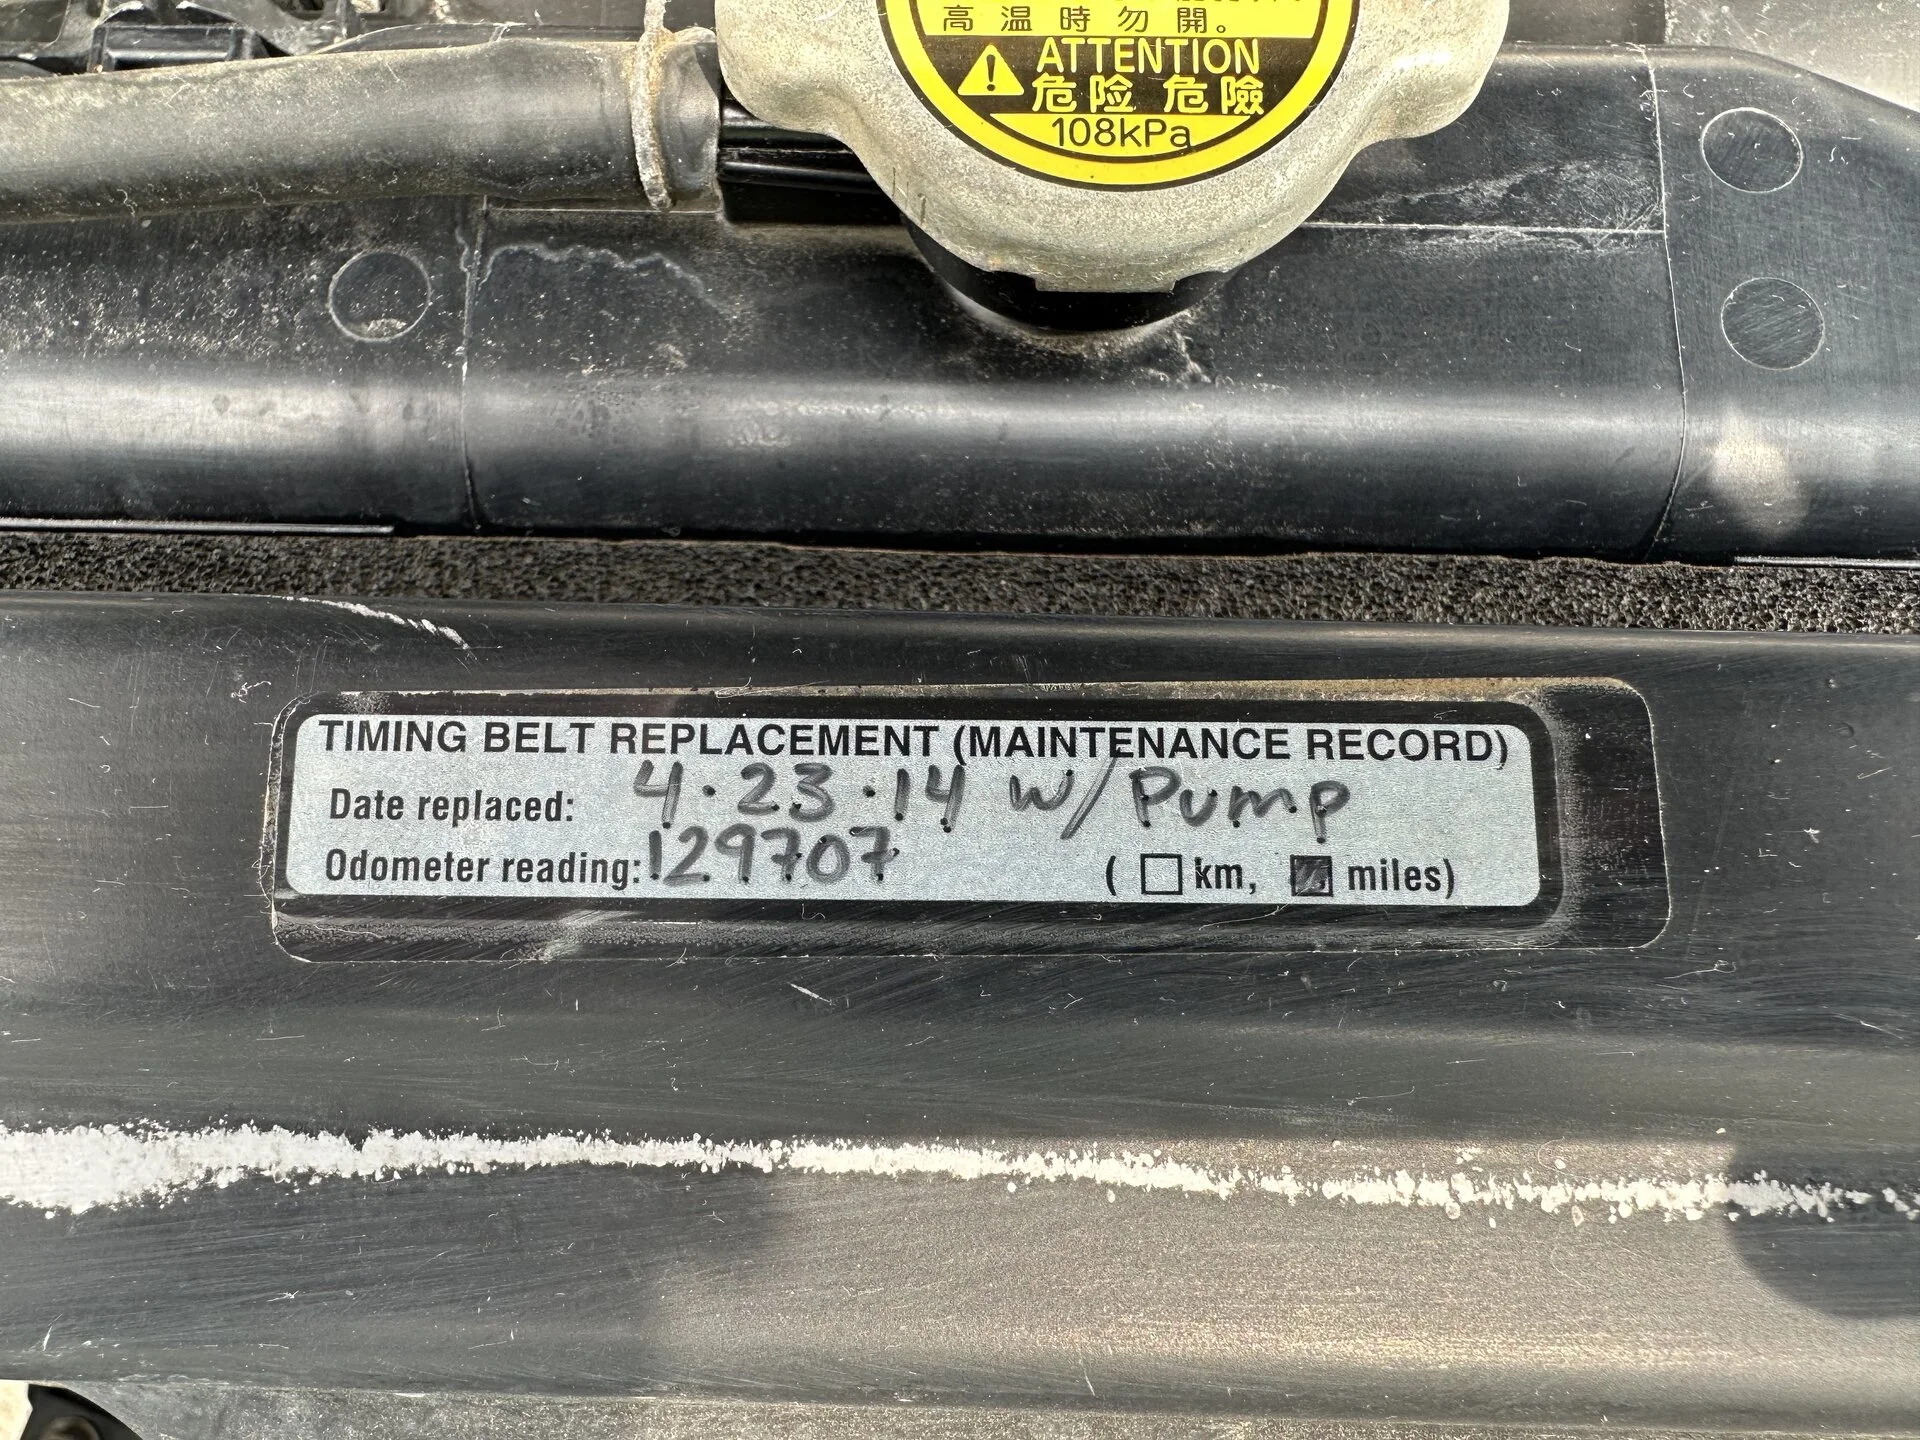 高温時勿開。
ATTENTION
危险 危險
108kPa
TIMING BELT REPLACEMENT (MAINTENANCE RECORD)
Date replaced: 4·23·14 w/ Pump
Odometer reading: 129707 ( □ km, ■ miles)